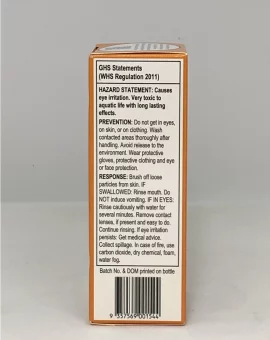 GHS Statements
(WHS Regulation 2011)
HAZARD STATEMENT: Causes
eye irritation. Very toxic to
aquatic life with long lasting
effects.
PREVENTION: Do not get in eyes,
on skin, or on clothing. Wash
contacted areas thoroughly after
handling. Avoid release to the
environment. Wear protective
gloves, protective clothing and eye
or face protection.
RESPONSE: Brush off loose
particles from skin. IF
SWALLOWED: Rinse mouth. Do
NOT induce vomiting. IF IN EYES:
Rinse cautiously with water for
several minutes. Remove contact
lenses, if present and easy to do.
Continue rinsing. If eye irritation
persists: Get medical advice.
Collect spillage. In case of fire, use
carbon dioxide, dry chemical, foam,
water fog.
Batch No. & DOM printed on bottle
9 357569 001544